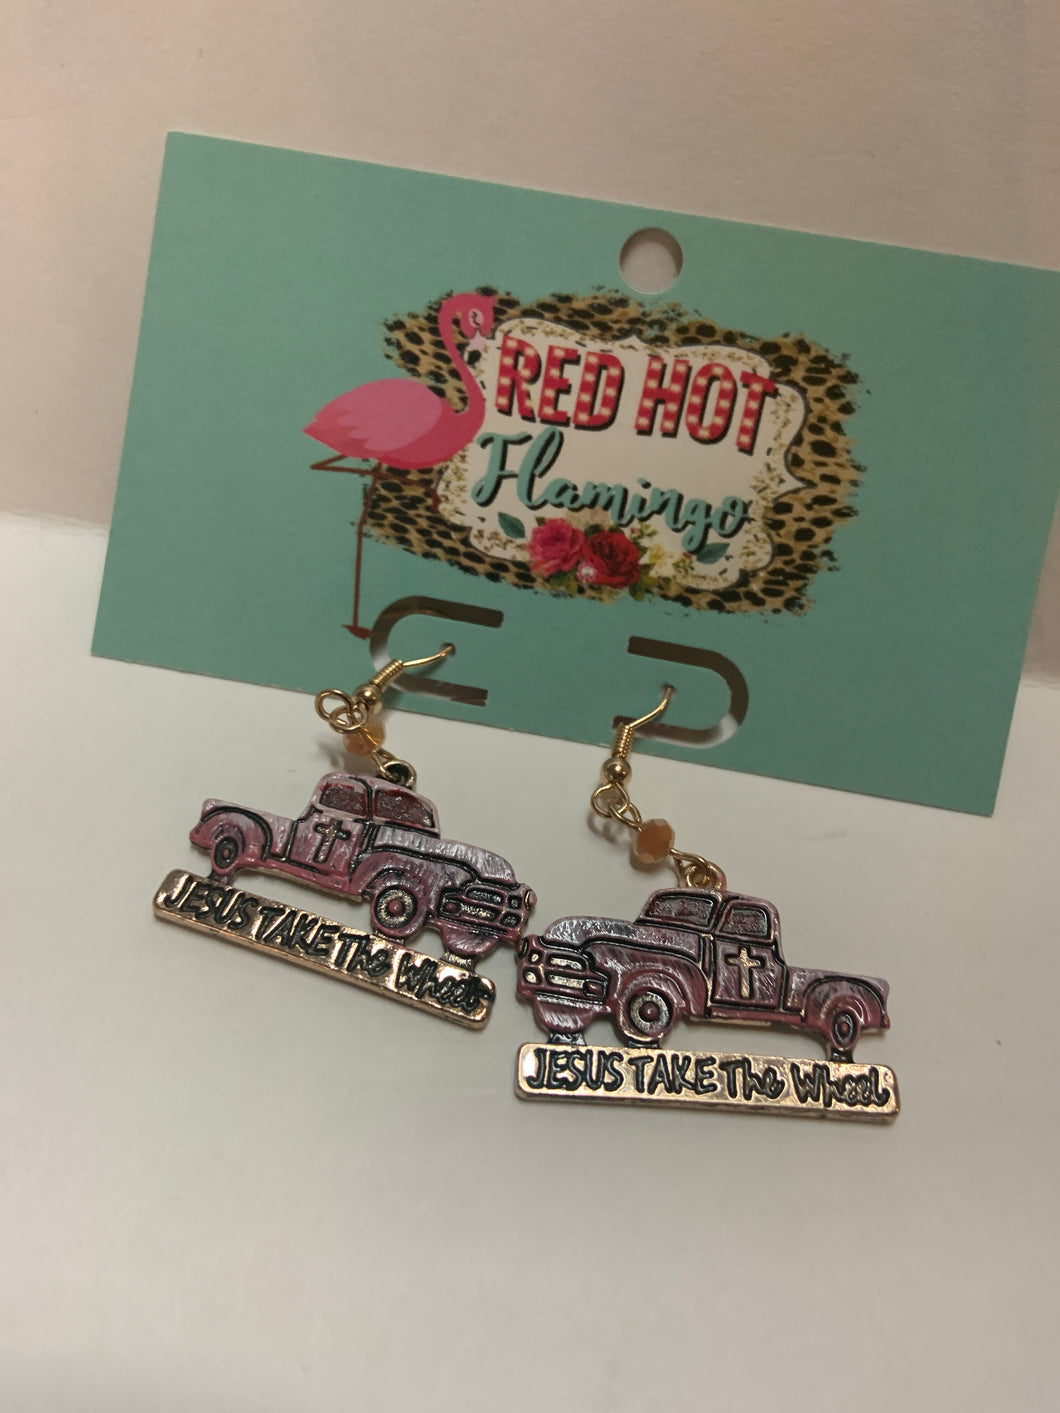 RED HOT
Flamingo
JESUS TAKE The Wheel
JESUS TAKE The Wheel